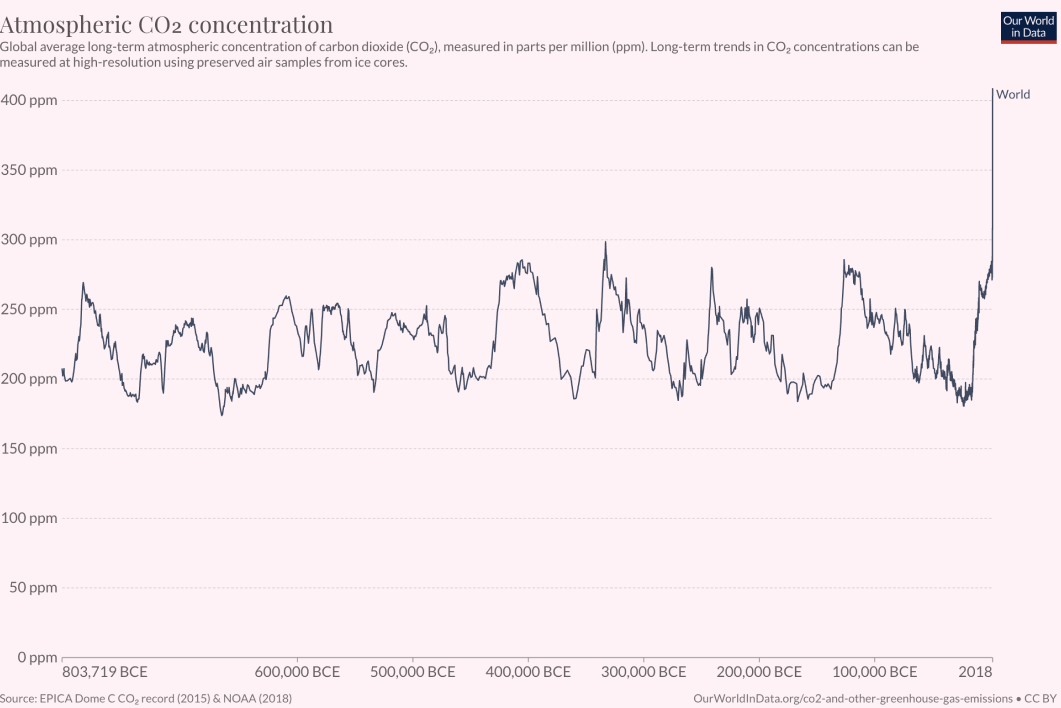 Atmospheric CO₂ concentration
Our World
in Data
Global average long-term atmospheric concentration of carbon dioxide (CO₂), measured in parts per million (ppm). Long-term trends in CO₂ concentrations can be
measured at high-resolution using preserved air samples from ice cores.
400 ppm
World
350 ppm
300 ppm
250 ppm
200 ppm
150 ppm
100 ppm
50 ppm
0 ppm
803,719 BCE
600,000 BCE
500,000 BCE
400,000 BCE
300,000 BCE
200,000 BCE
100,000 BCE
2018
Source: EPICA Dome C CO₂ record (2015) & NOAA (2018)
OurWorldInData.org/co2-and-other-greenhouse-gas-emissions • CC BY